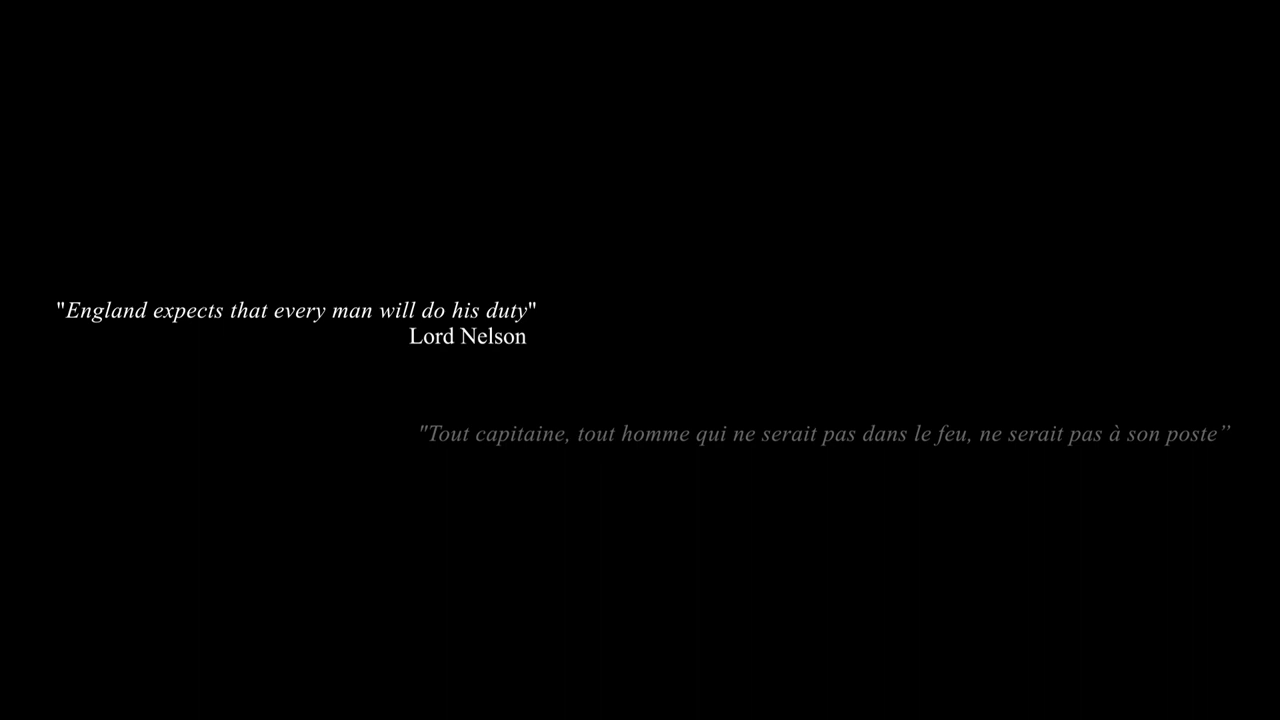 "England expects that every man will do his duty"
Lord Nelson
"Tout capitaine, tout homme qui ne serait pas dans le feu, ne serait pas à son poste”